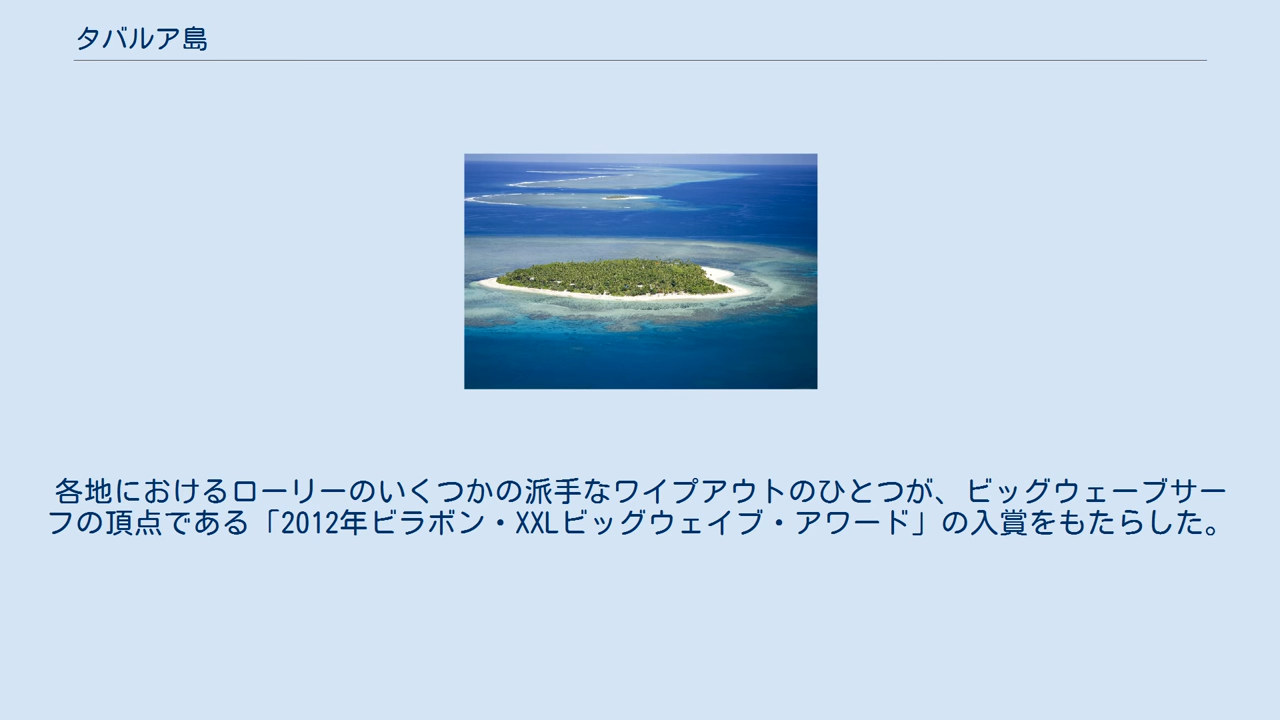 タバルア島
各地におけるローリーのいくつかの派手なワイプアウトのひとつが、ビッグウェーブサー
フの頂点である「2012年ビラボン・XXLビッグウェイブ・アワード」の入賞をもたらした。